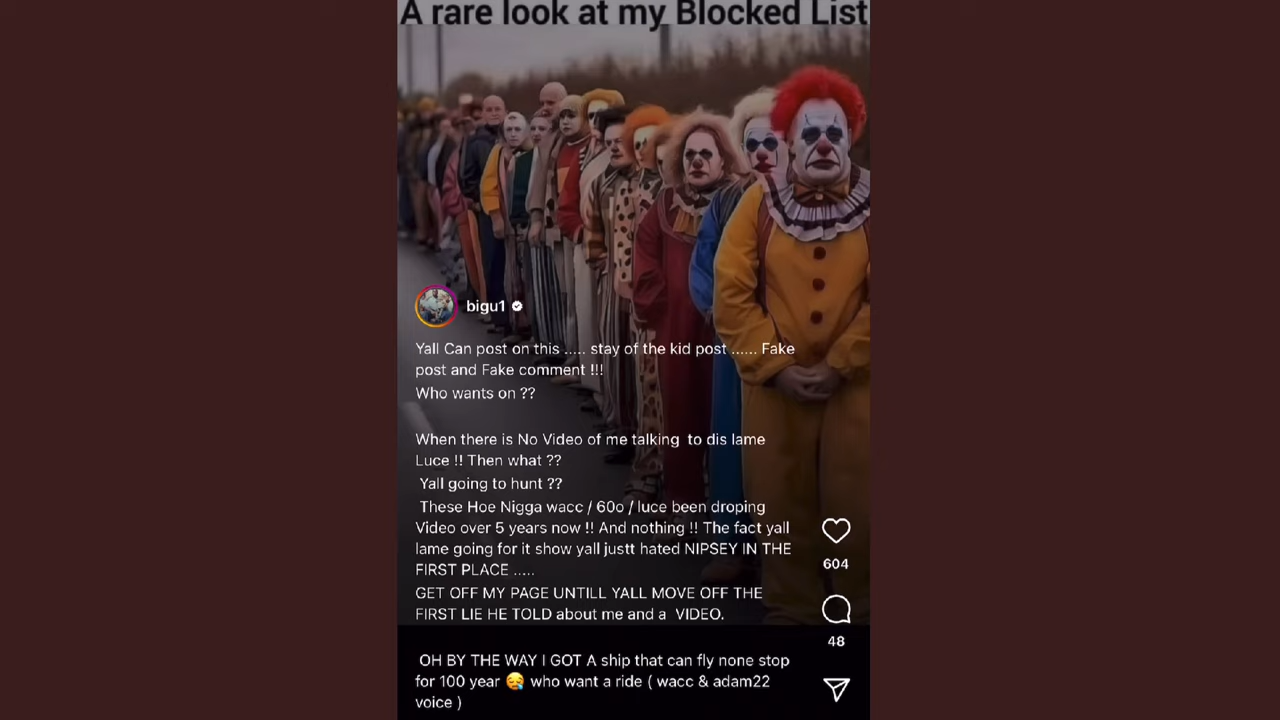 A rare look at my Blocked List
bigu1
Yall Can post on this ..... stay of the kid post ...... Fake
post and Fake comment !!!
Who wants on ??
When there is No Video of me talking to dis lame
Luce !! Then what ??
Yall going to hunt ??
These Hoe Nigga wacc / 60o / luce been droping
Video over 5 years now !! And nothing !! The fact yall
lame going for it show yall justt hated NIPSEY IN THE
FIRST PLACE .....
GET OFF MY PAGE UNTILL YALL MOVE OFF THE
FIRST LIE HE TOLD about me and a VIDEO.
OH BY THE WAY I GOT A ship that can fly none stop
for 100 year 😪 who want a ride ( wacc & adam22
voice )
604
48